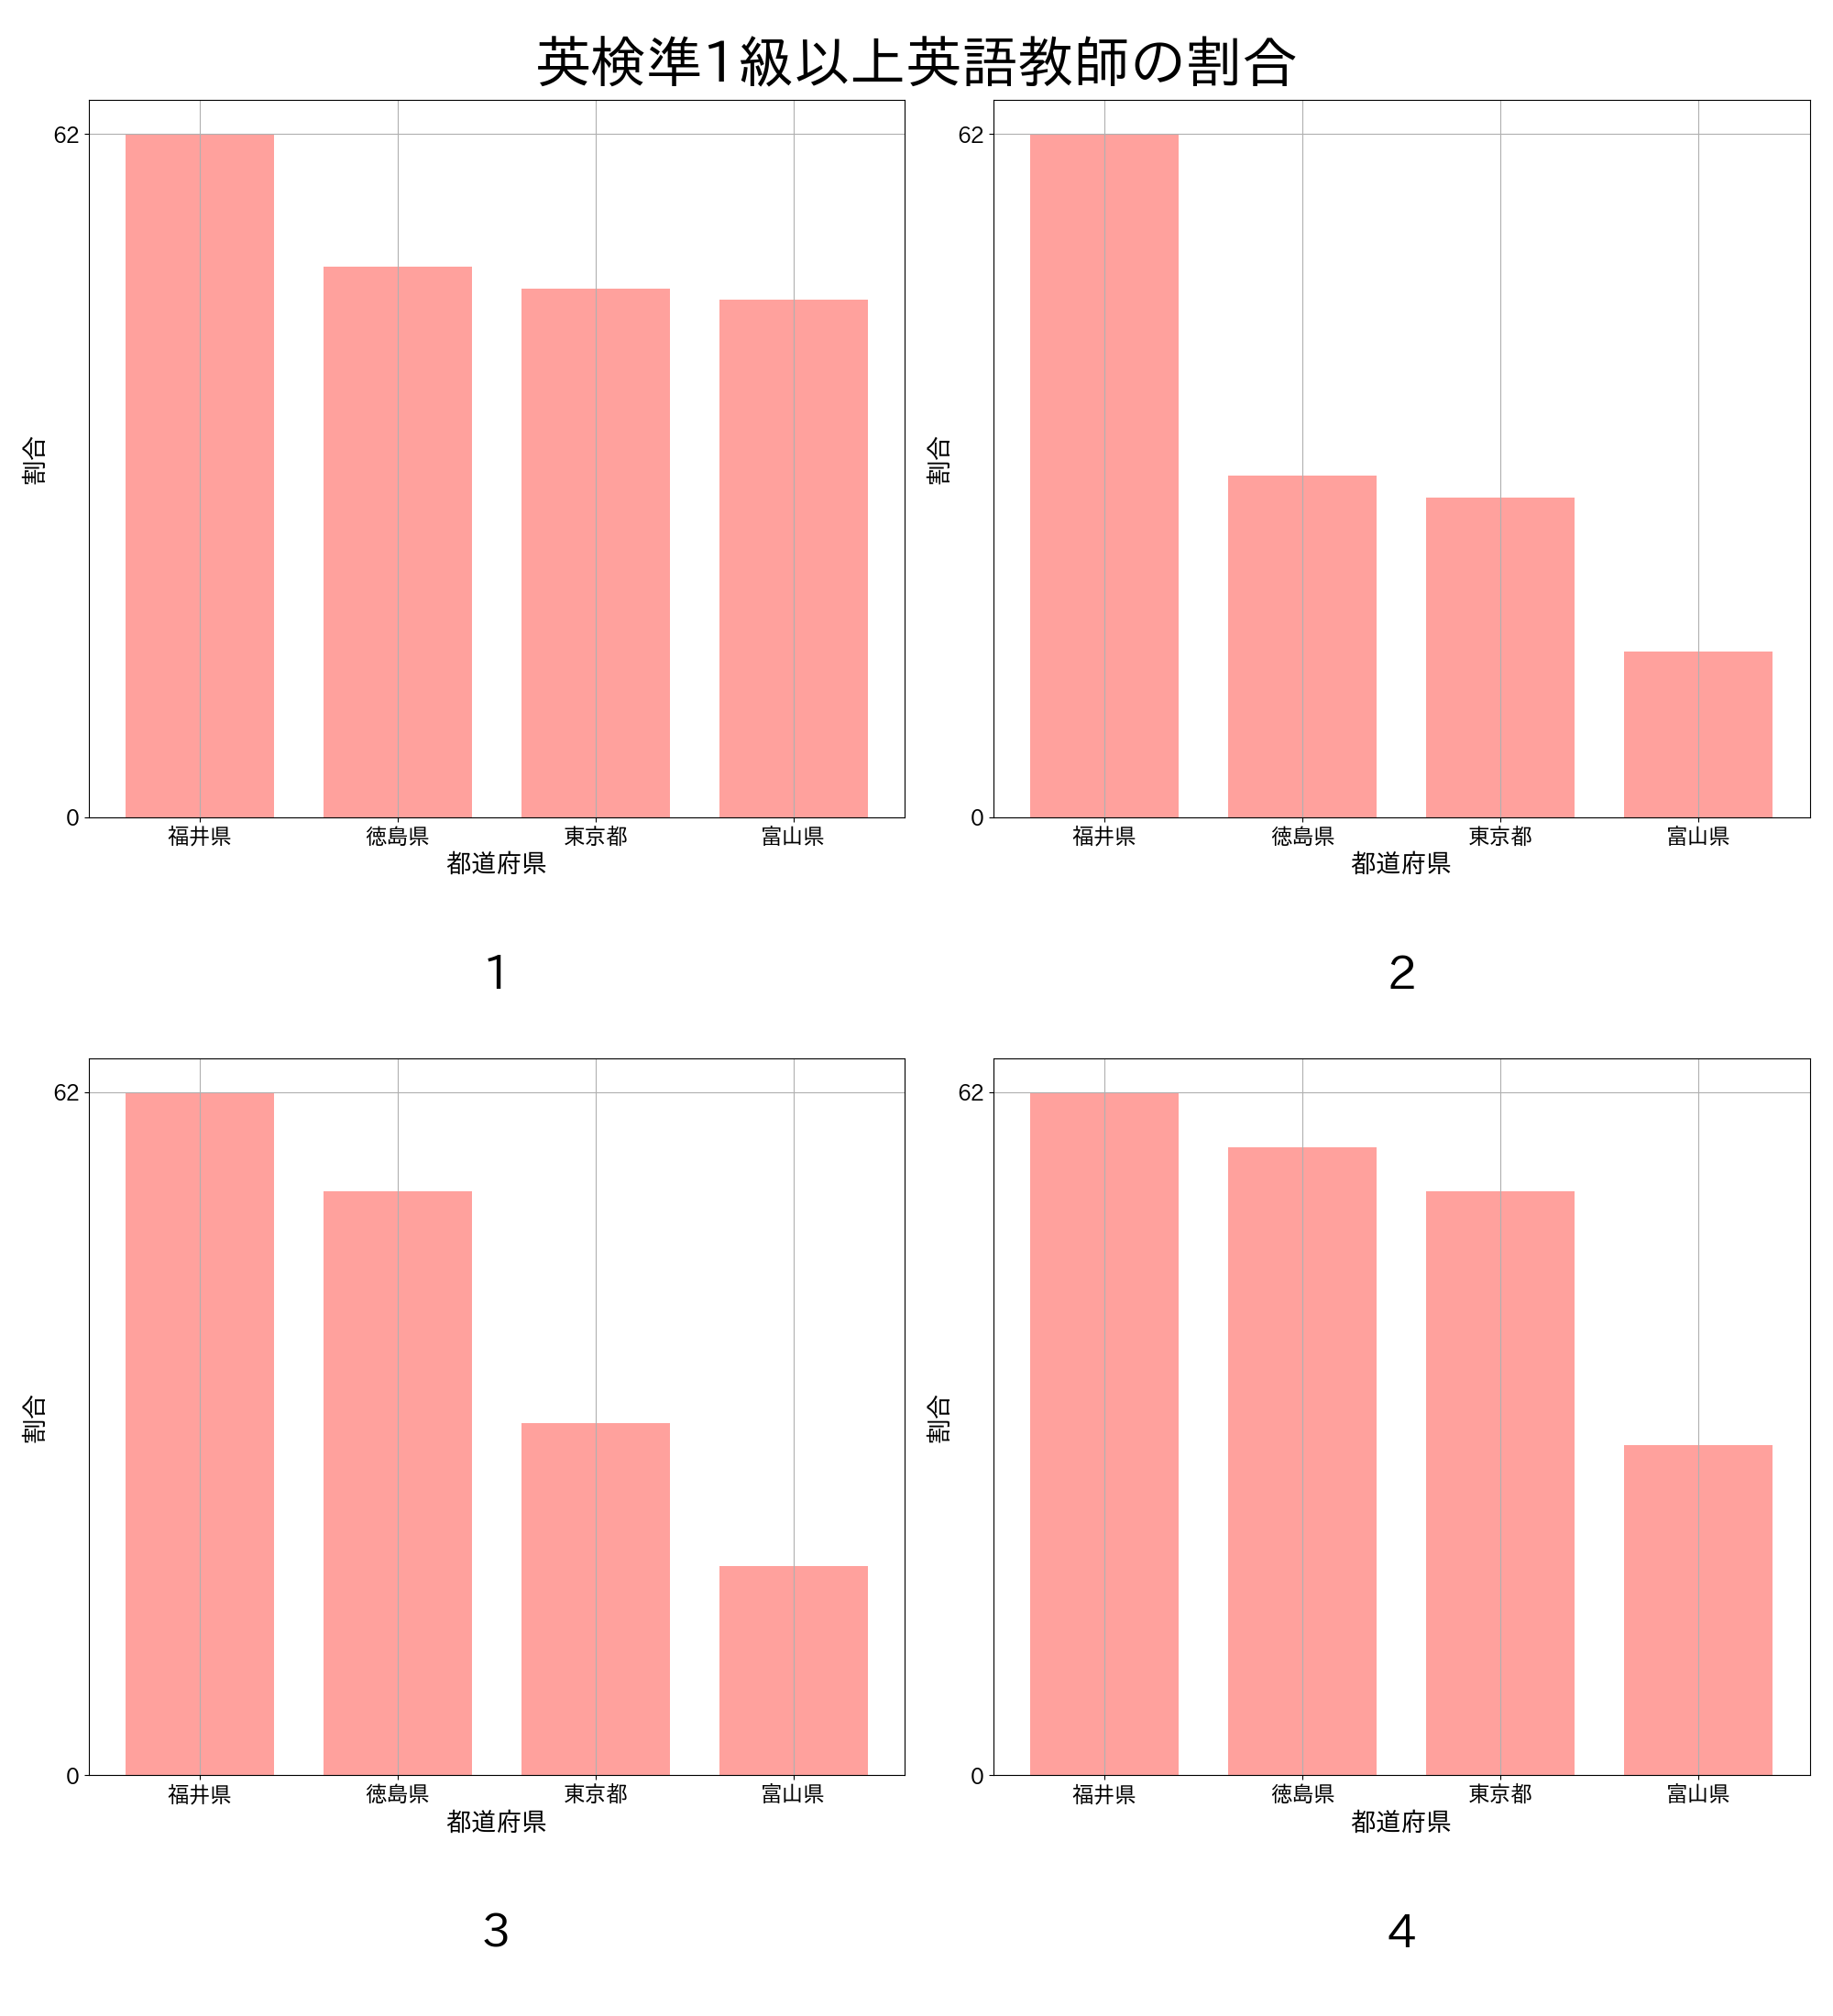 英検準1級以上英語教師の割合
62
0
割合
福井県 徳島県 東京都 富山県
都道府県
1
62
0
割合
福井県 徳島県 東京都 富山県
都道府県
2
62
0
割合
福井県 徳島県 東京都 富山県
都道府県
3
62
0
割合
福井県 徳島県 東京都 富山県
都道府県
4